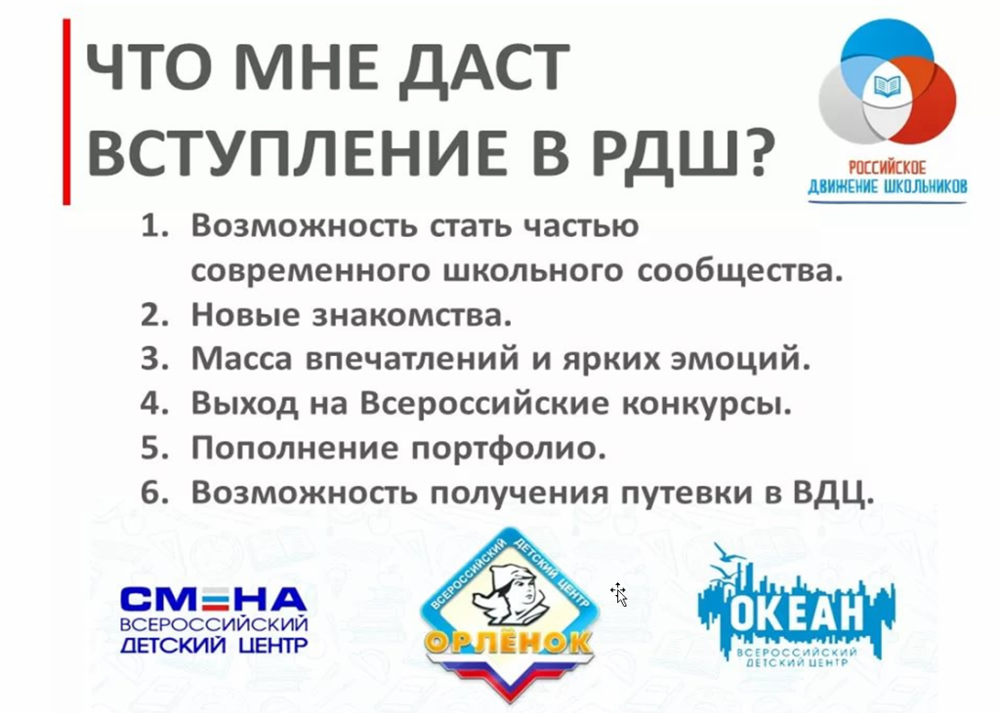 ЧТО МНЕ ДАСТ
ВСТУПЛЕНИЕ В РДШ?
РОССИЙСКОЕ
ДВИЖЕНИЕ ШКОЛЬНИКОВ
1. Возможность стать частью
современного школьного сообщества.
2. Новые знакомства.
3. Масса впечатлений и ярких эмоций.
4. Выход на Всероссийские конкурсы.
5. Пополнение портфолио.
6. Возможность получения путевки в ВДЦ.
СМЕНА
ВСЕРОССИЙСКИЙ
ДЕТСКИЙ ЦЕНТР
ВСЕРОССИЙСКИЙ ДЕТСКИЙ ЦЕНТР
ОРЛЁНОК
ОКЕАН
ВСЕРОССИЙСКИЙ
ДЕТСКИЙ ЦЕНТР